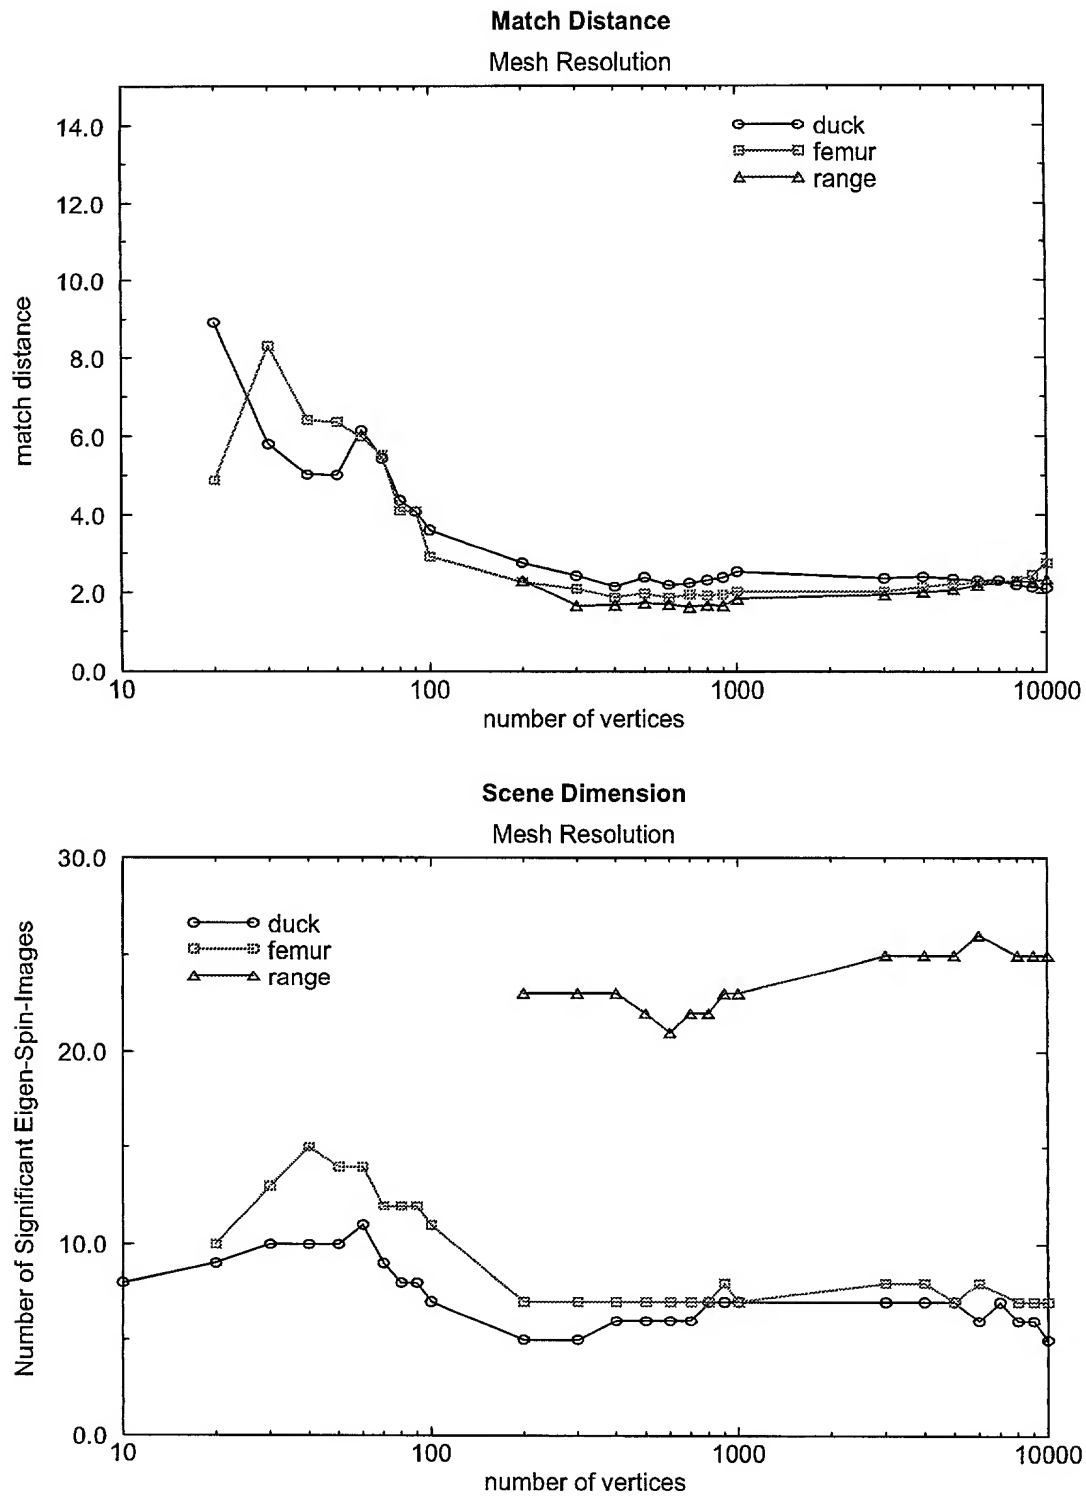 Match Distance
Mesh Resolution
14.0
12.0
10.0
8.0
6.0
4.0
2.0
0.0
match distance
duck
femur
range
10
100
1000
10000
number of vertices
Scene Dimension
Mesh Resolution
30.0
20.0
10.0
0.0
Number of Significant Eigen-Spin-Images
duck
femur
range
10
100
1000
10000
number of vertices